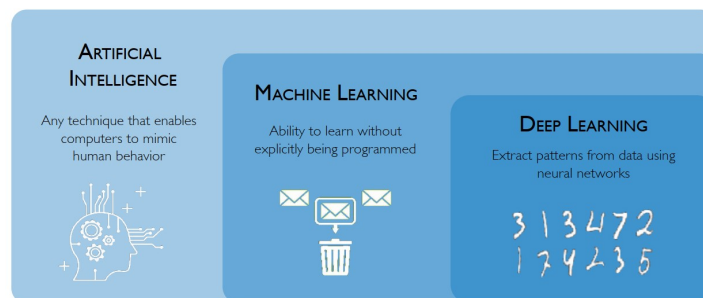 ARTIFICIAL
INTELLIGENCE
Any technique that enables
computers to mimic
human behavior
MACHINE LEARNING
Ability to learn without
explicitly being programmed
DEEP LEARNING
Extract patterns from data using
neural networks
3 1 3 4 7 2
1 7 4 2 3 5